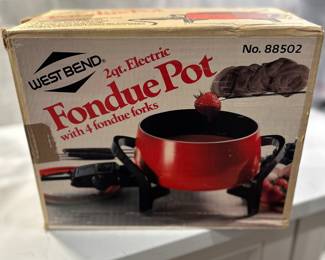 WEST BEND®
No. 88502
2qt. Electric
Fondue Pot
with 4 fondue forks